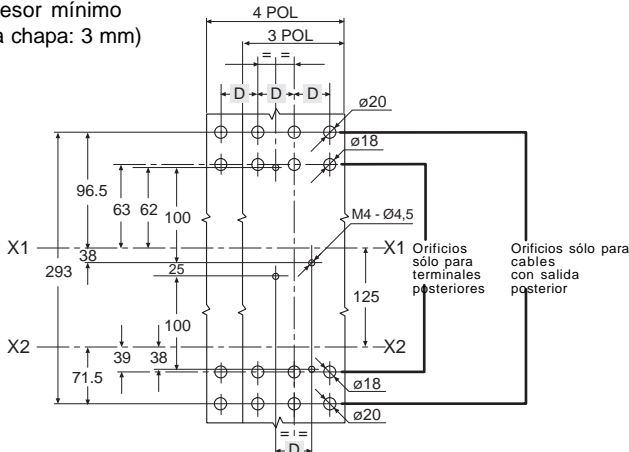 esor mínimo
a chapa: 3 mm)
4 POL
3 POL
= =
D D D
ø20
ø18
96.5
63
62
100
M4 - Ø4,5
X1
X1
38
293
25
Orificios
sólo para
terminales
posteriores
Orificios sólo para
cables
con salida
posterior
125
100
X2
X2
39
38
71.5
ø18
ø20
= =
D